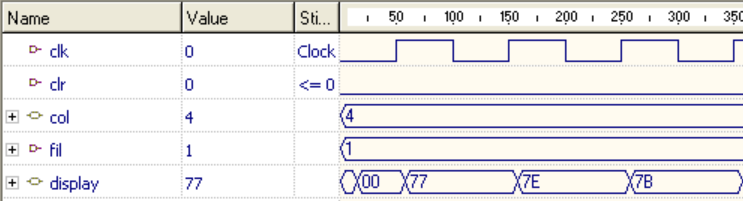 Name Value Sti... 50 100 150 200 250 300 350
clk 0 Clock
clr 0 <= 0
col 4 4
fil 1 1
display 77 00 77 7E 7B